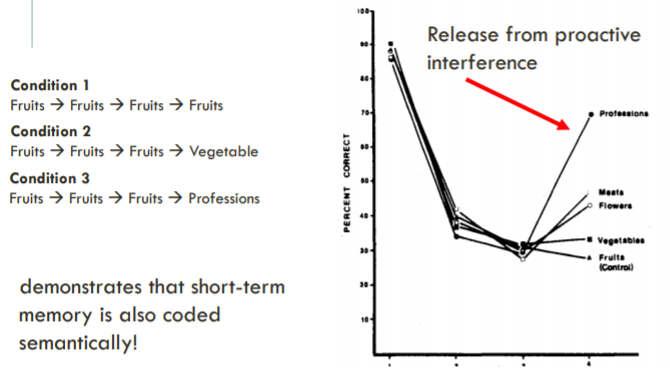 Condition 1
Fruits → Fruits → Fruits → Fruits
Condition 2
Fruits → Fruits → Fruits → Vegetable
Condition 3
Fruits → Fruits → Fruits → Professions
demonstrates that short-term
memory is also coded
semantically!
Release from proactive
interference
PERCENT CORRECT
100
90
80
70
60
50
40
30
20
10
Professions
Meats
Flowers
Vegetables
Fruits
(Control)
1
4